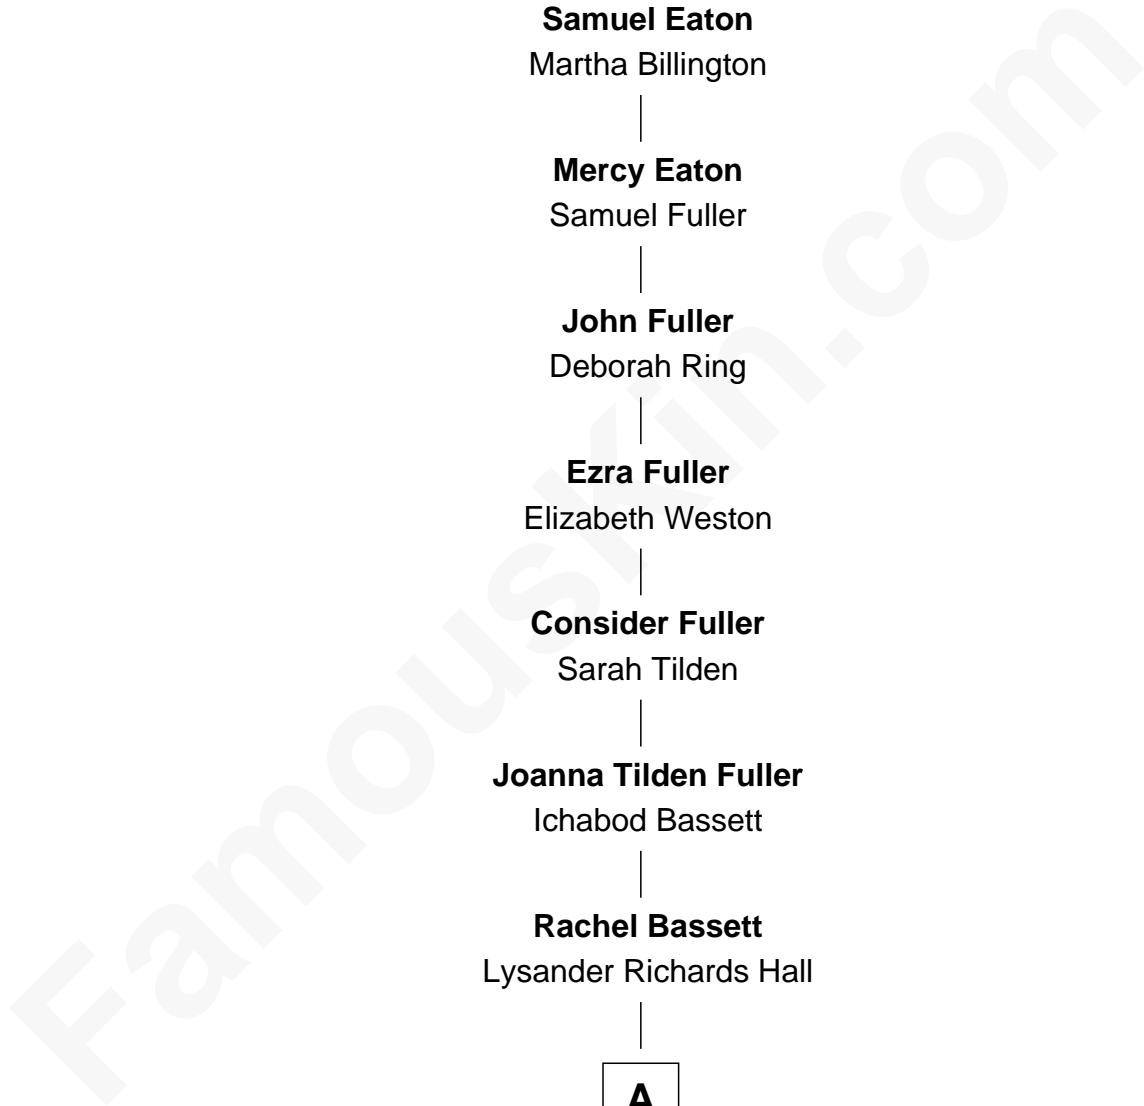 Samuel Eaton
Martha Billington
Mercy Eaton
Samuel Fuller
John Fuller
Deborah Ring
Ezra Fuller
Elizabeth Weston
Consider Fuller
Sarah Tilden
Joanna Tilden Fuller
Ichabod Bassett
Rachel Bassett
Lysander Richards Hall
A
FamousKin.com